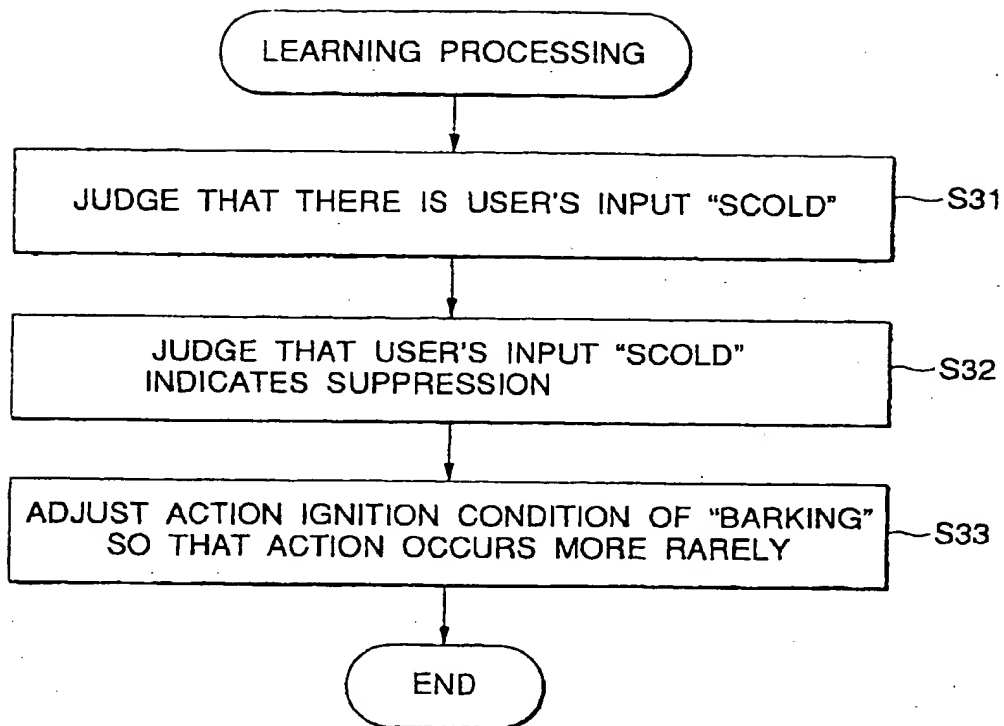 LEARNING PROCESSING
JUDGE THAT THERE IS USER'S INPUT “SCOLD”
S31
JUDGE THAT USER'S INPUT “SCOLD”
INDICATES SUPPRESSION
S32
ADJUST ACTION IGNITION CONDITION OF “BARKING”
SO THAT ACTION OCCURS MORE RARELY
S33
END